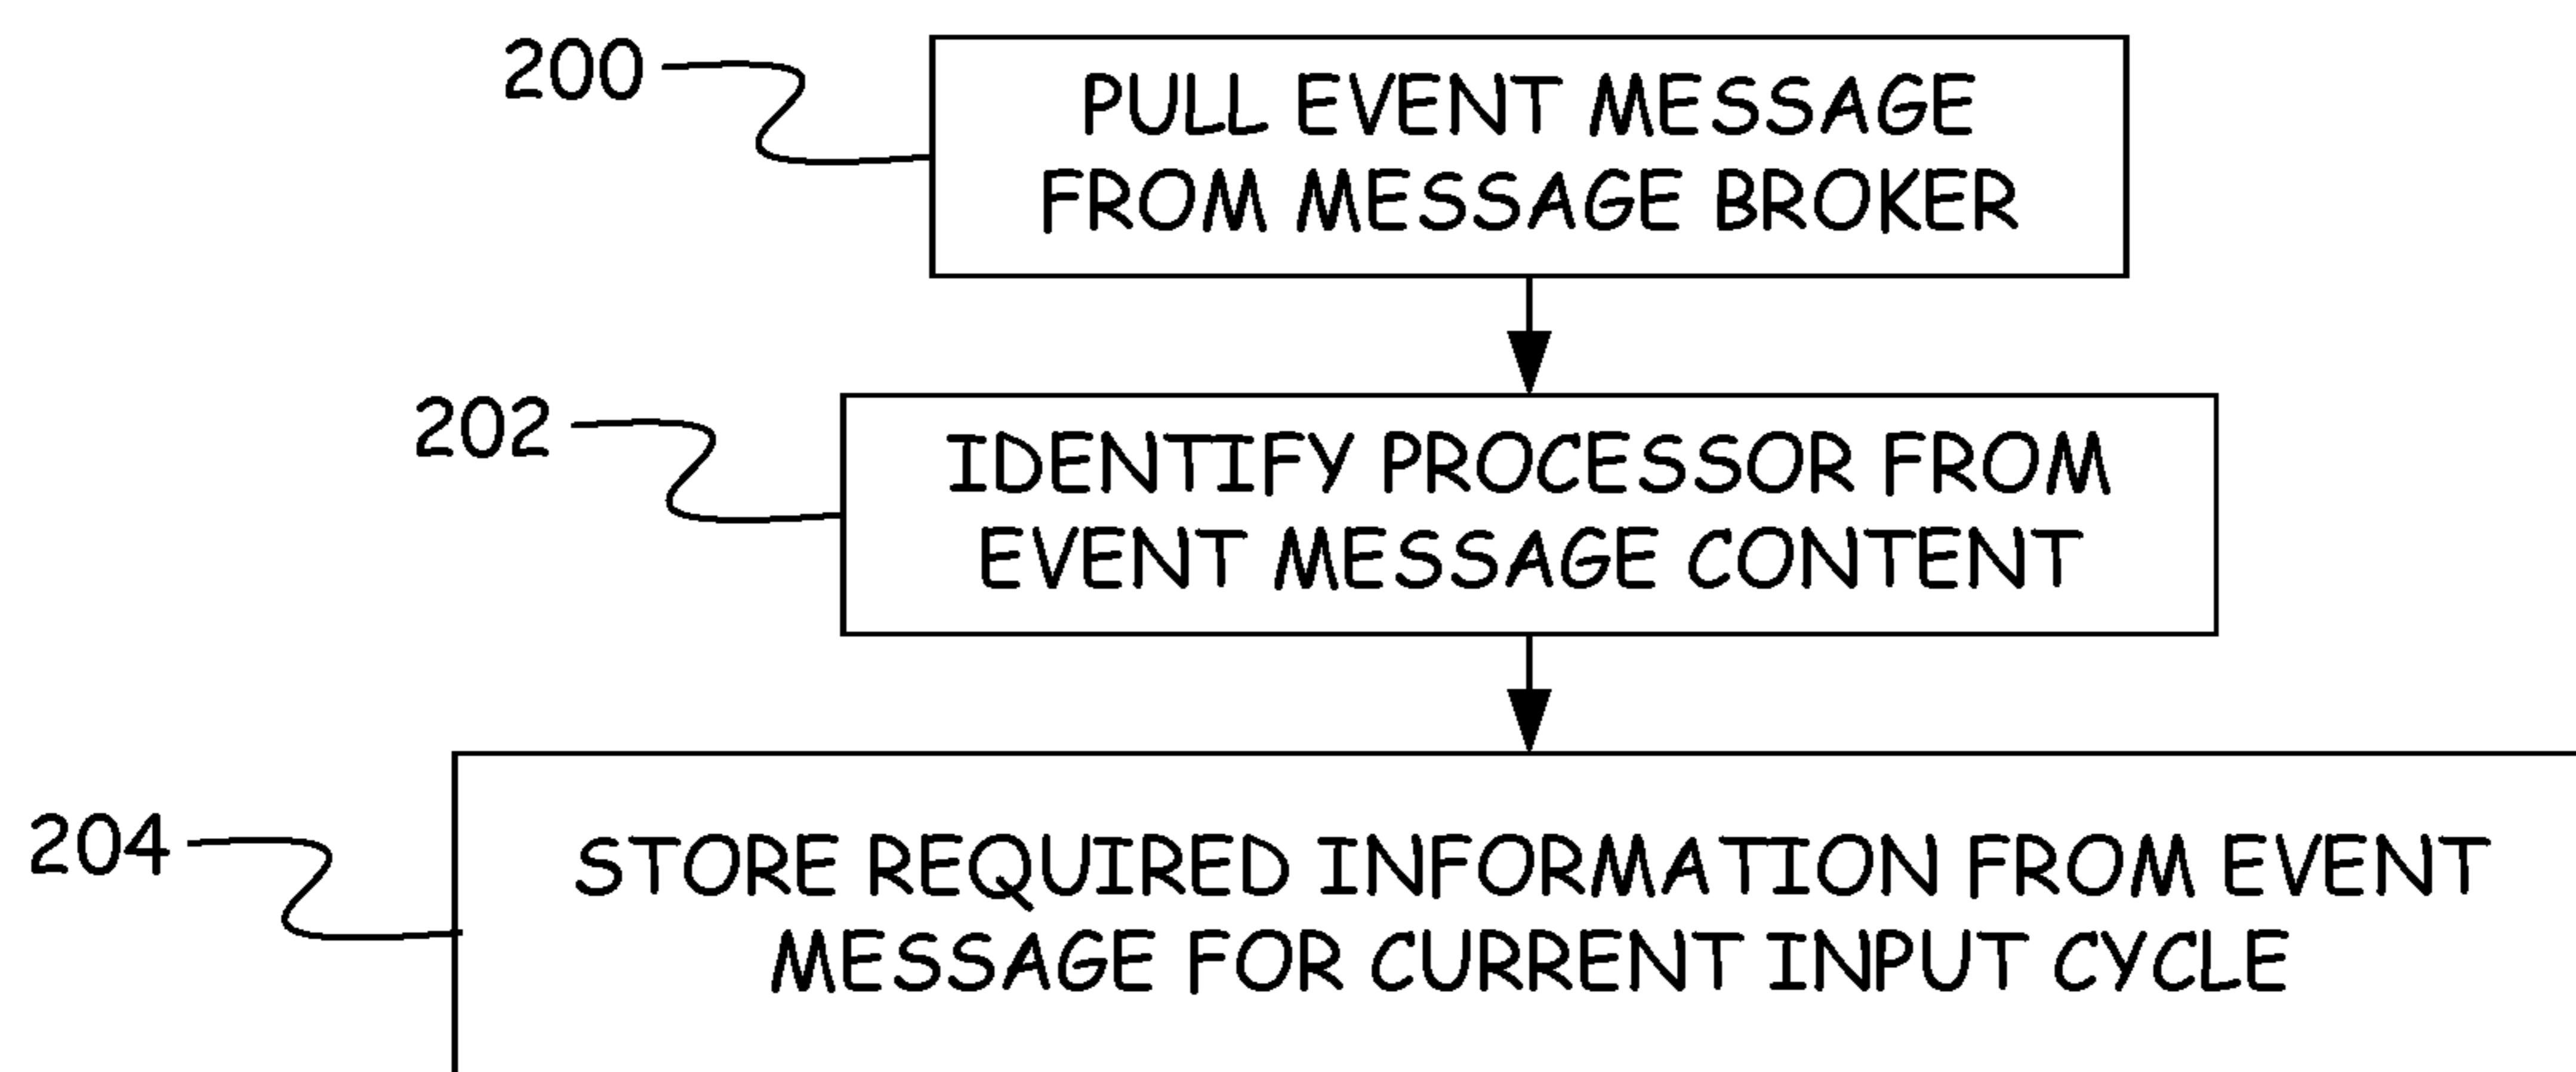 200
PULL EVENT MESSAGE
FROM MESSAGE BROKER
202
IDENTIFY PROCESSOR FROM
EVENT MESSAGE CONTENT
204
STORE REQUIRED INFORMATION FROM EVENT
MESSAGE FOR CURRENT INPUT CYCLE